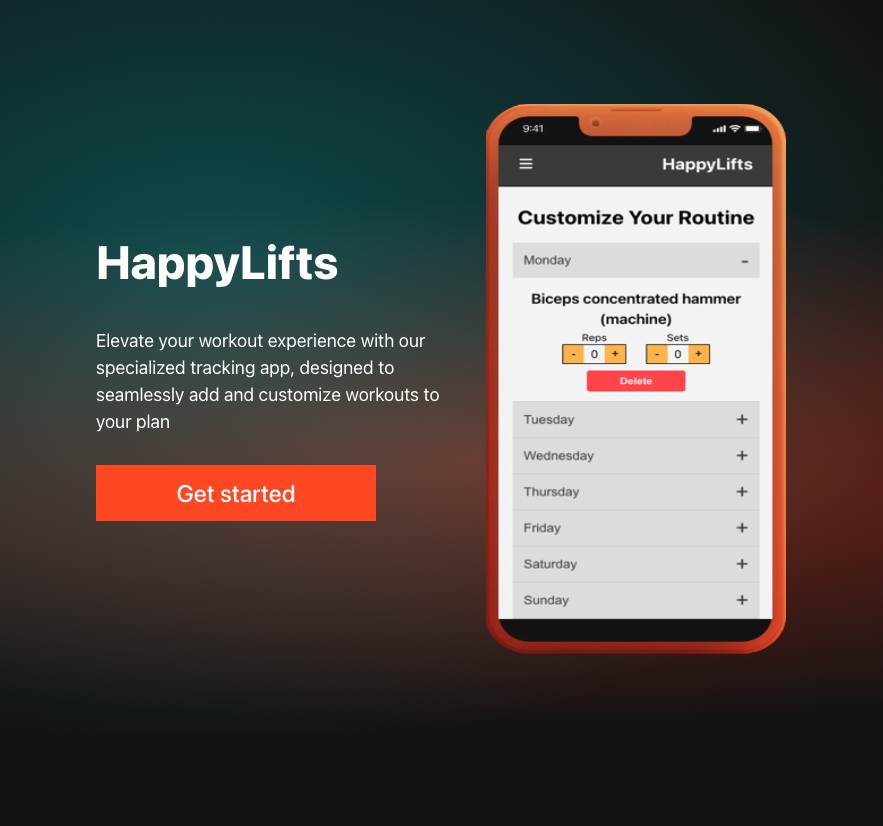 HappyLifts
Elevate your workout experience with our
specialized tracking app, designed to
seamlessly add and customize workouts to
your plan
Get started
9:41
HappyLifts
Customize Your Routine
Monday -
Biceps concentrated hammer
(machine)
Reps Sets
- 0 + - 0 +
Delete
Tuesday +
Wednesday +
Thursday +
Friday +
Saturday +
Sunday +